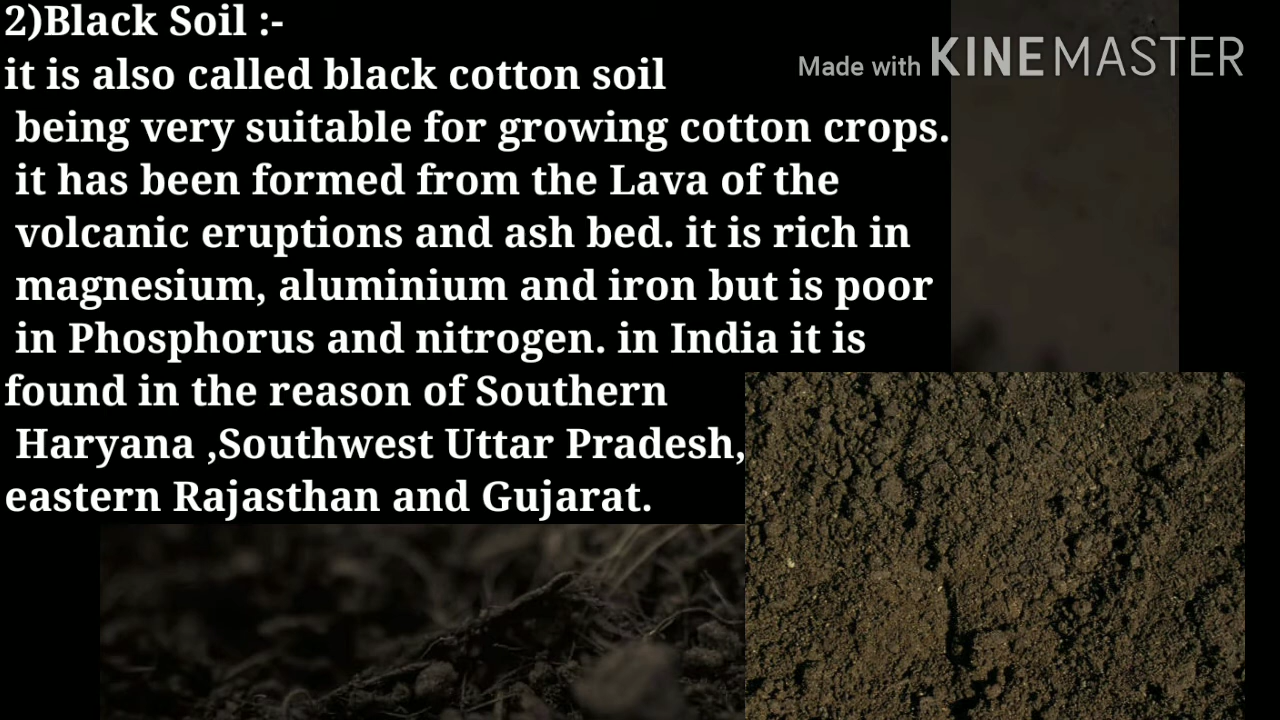 2)Black Soil :-
Made with KINEMASTER
it is also called black cotton soil
being very suitable for growing cotton crops.
it has been formed from the Lava of the
volcanic eruptions and ash bed. it is rich in
magnesium, aluminium and iron but is poor
in Phosphorus and nitrogen. in India it is
found in the reason of Southern
Haryana ,Southwest Uttar Pradesh,
eastern Rajasthan and Gujarat.